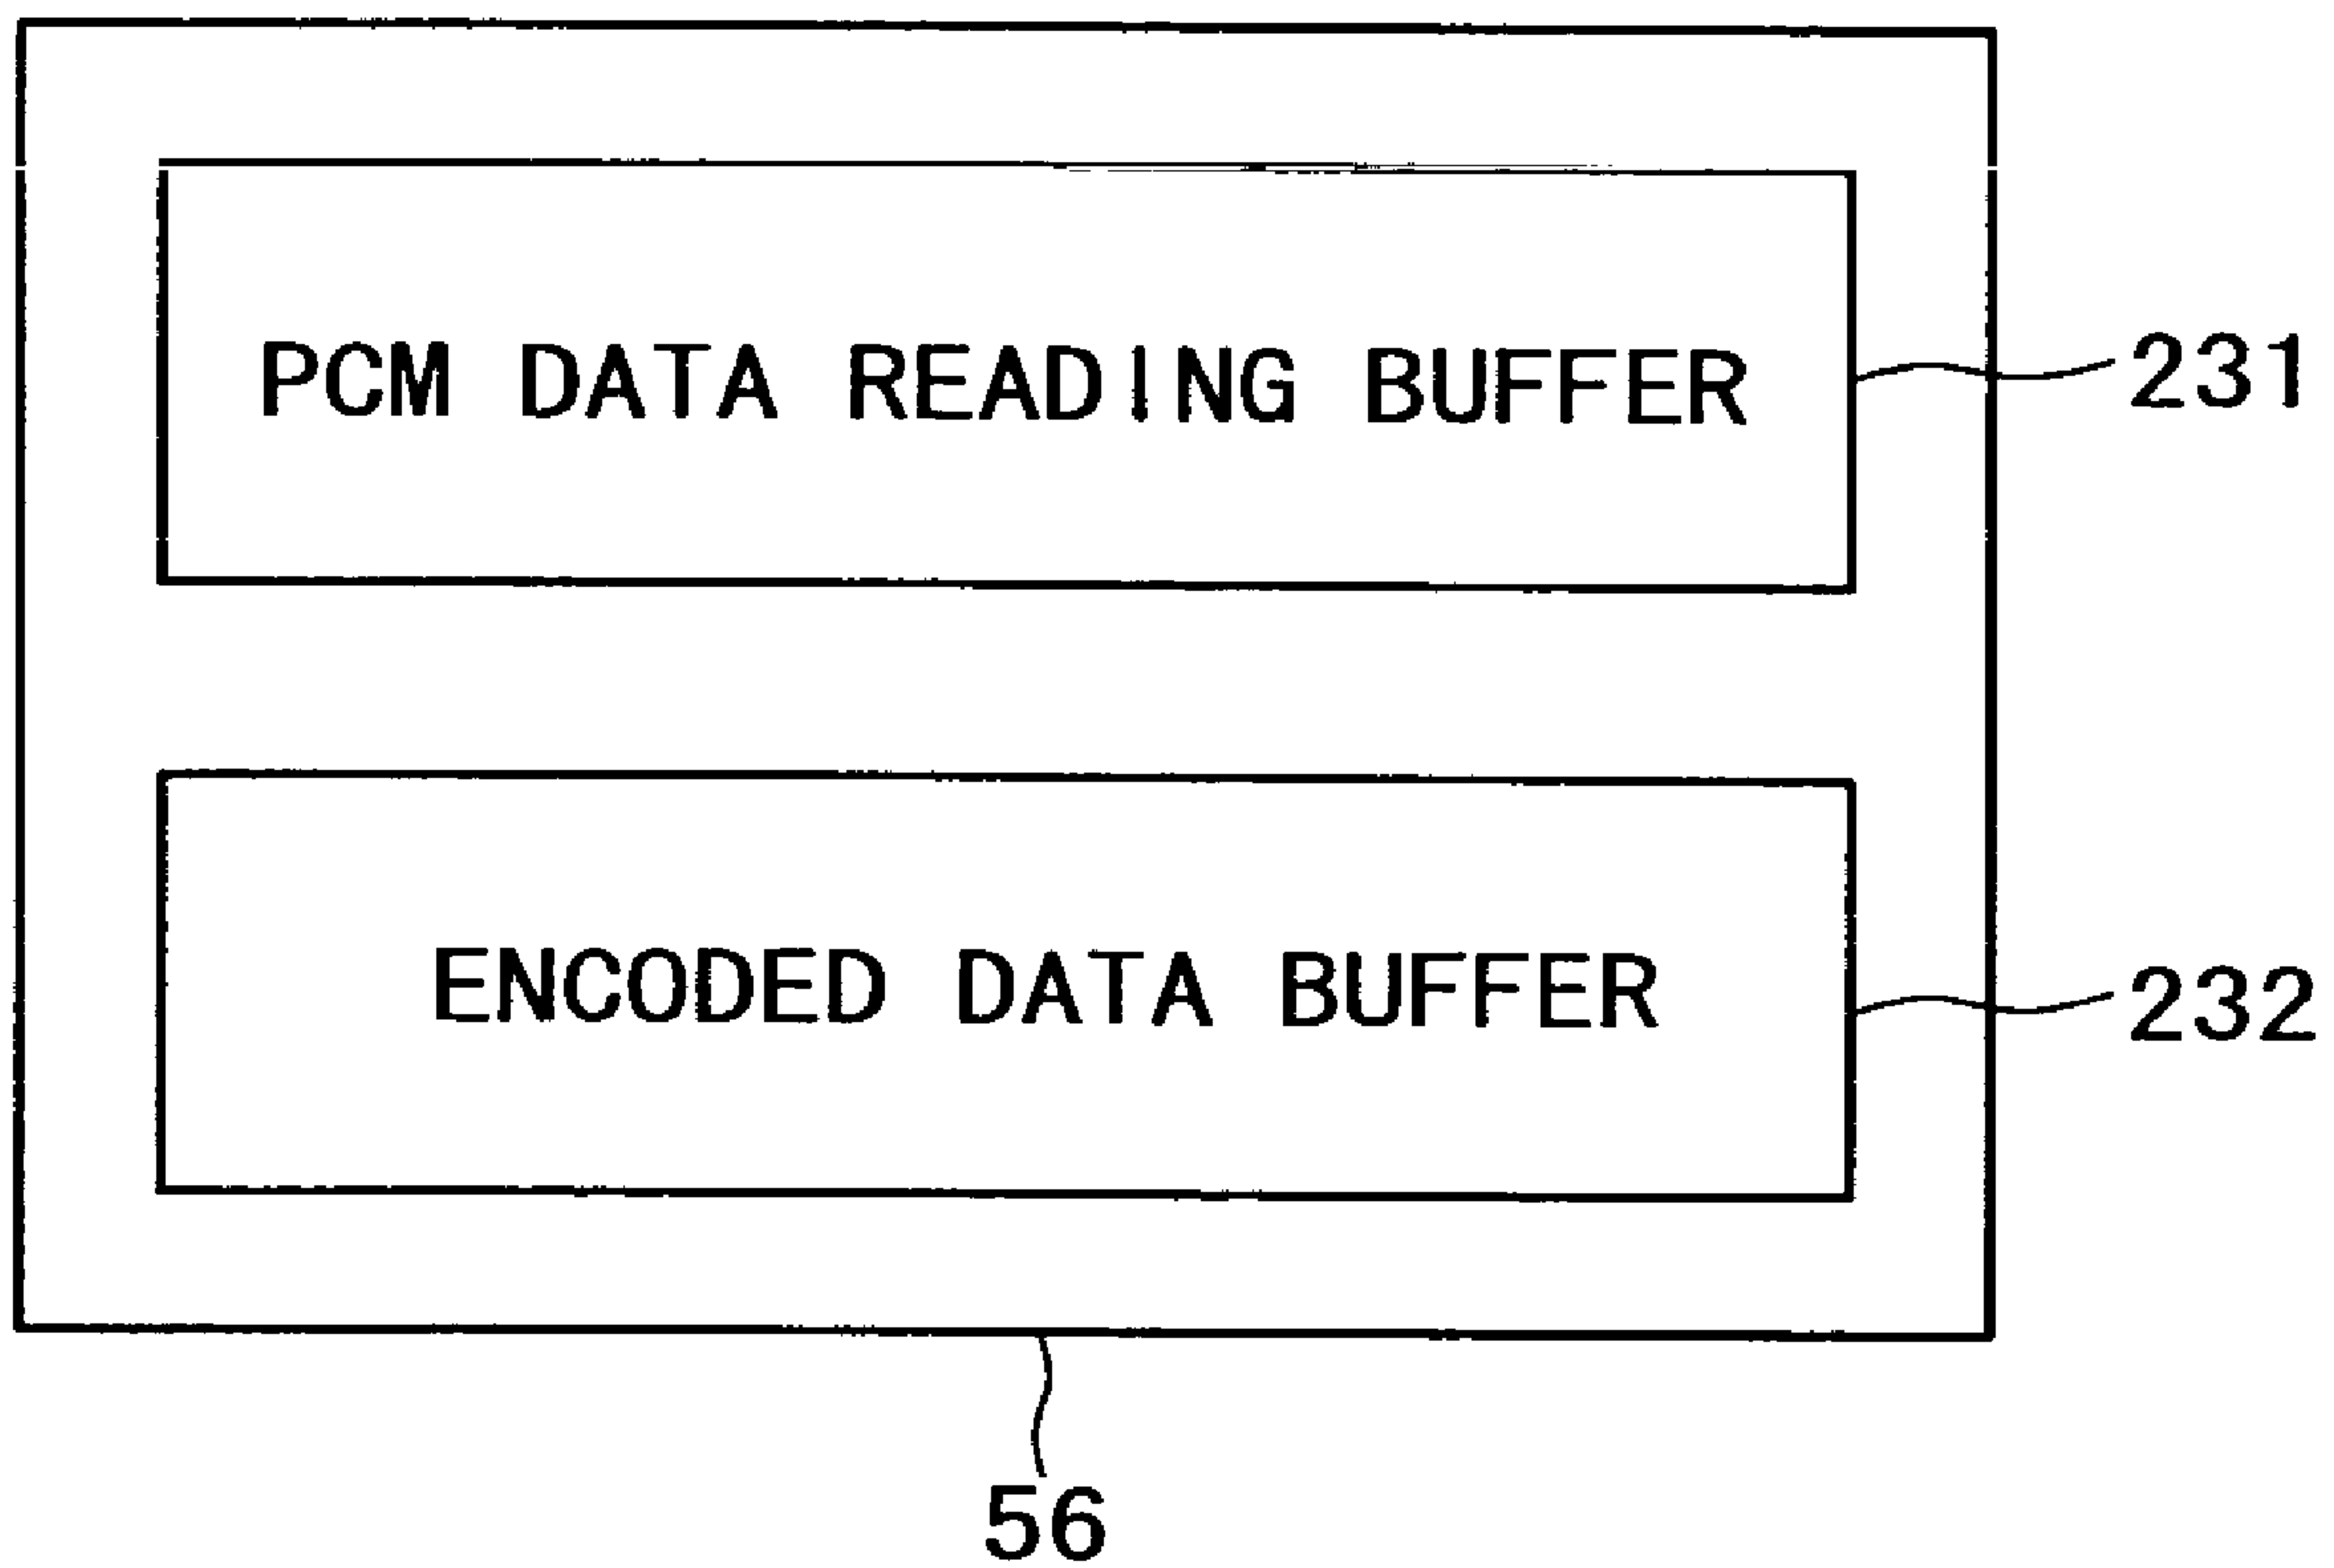 PCM DATA READING BUFFER
231
ENCODED DATA BUFFER
232
56